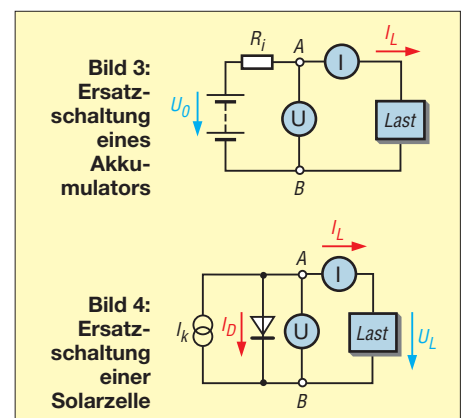 Bild 3:
Ersatz-
schaltung
eines
Akku-
mulators
U0
Ri
A
I
IL
U
Last
B
Bild 4:
Ersatz-
schaltung
einer
Solarzelle
IL
A
I
Ik
ID
U
Last
UL
B